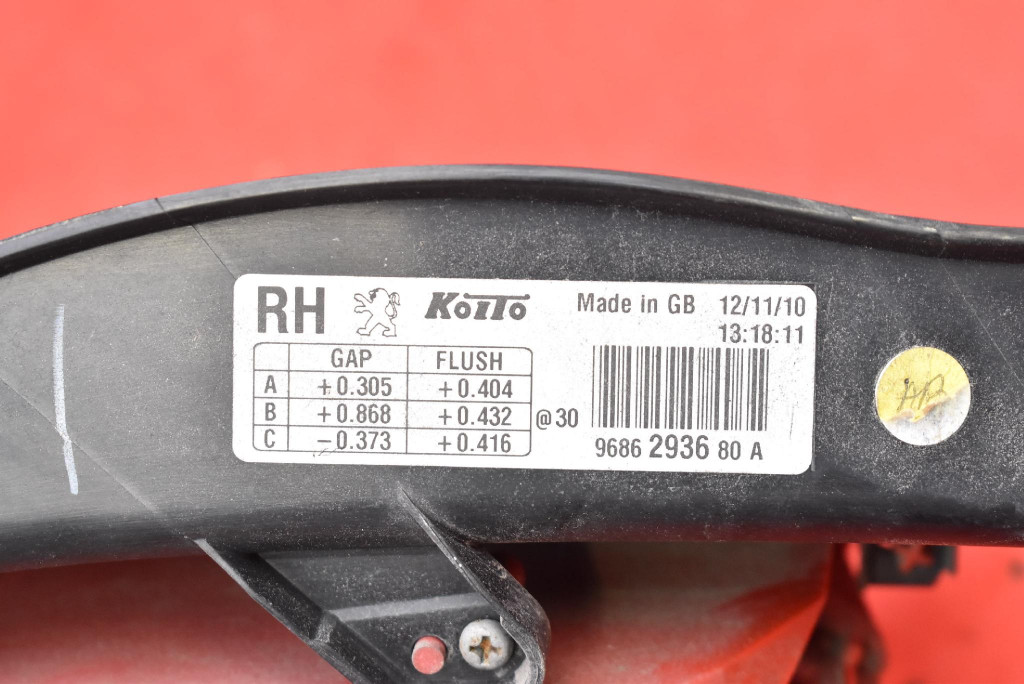 RH KOITO Made in GB 12/11/10
13:18:11
GAP FLUSH
A +0.305 +0.404
B +0.868 +0.432
C -0.373 +0.416
@30
9686 2936 80 A